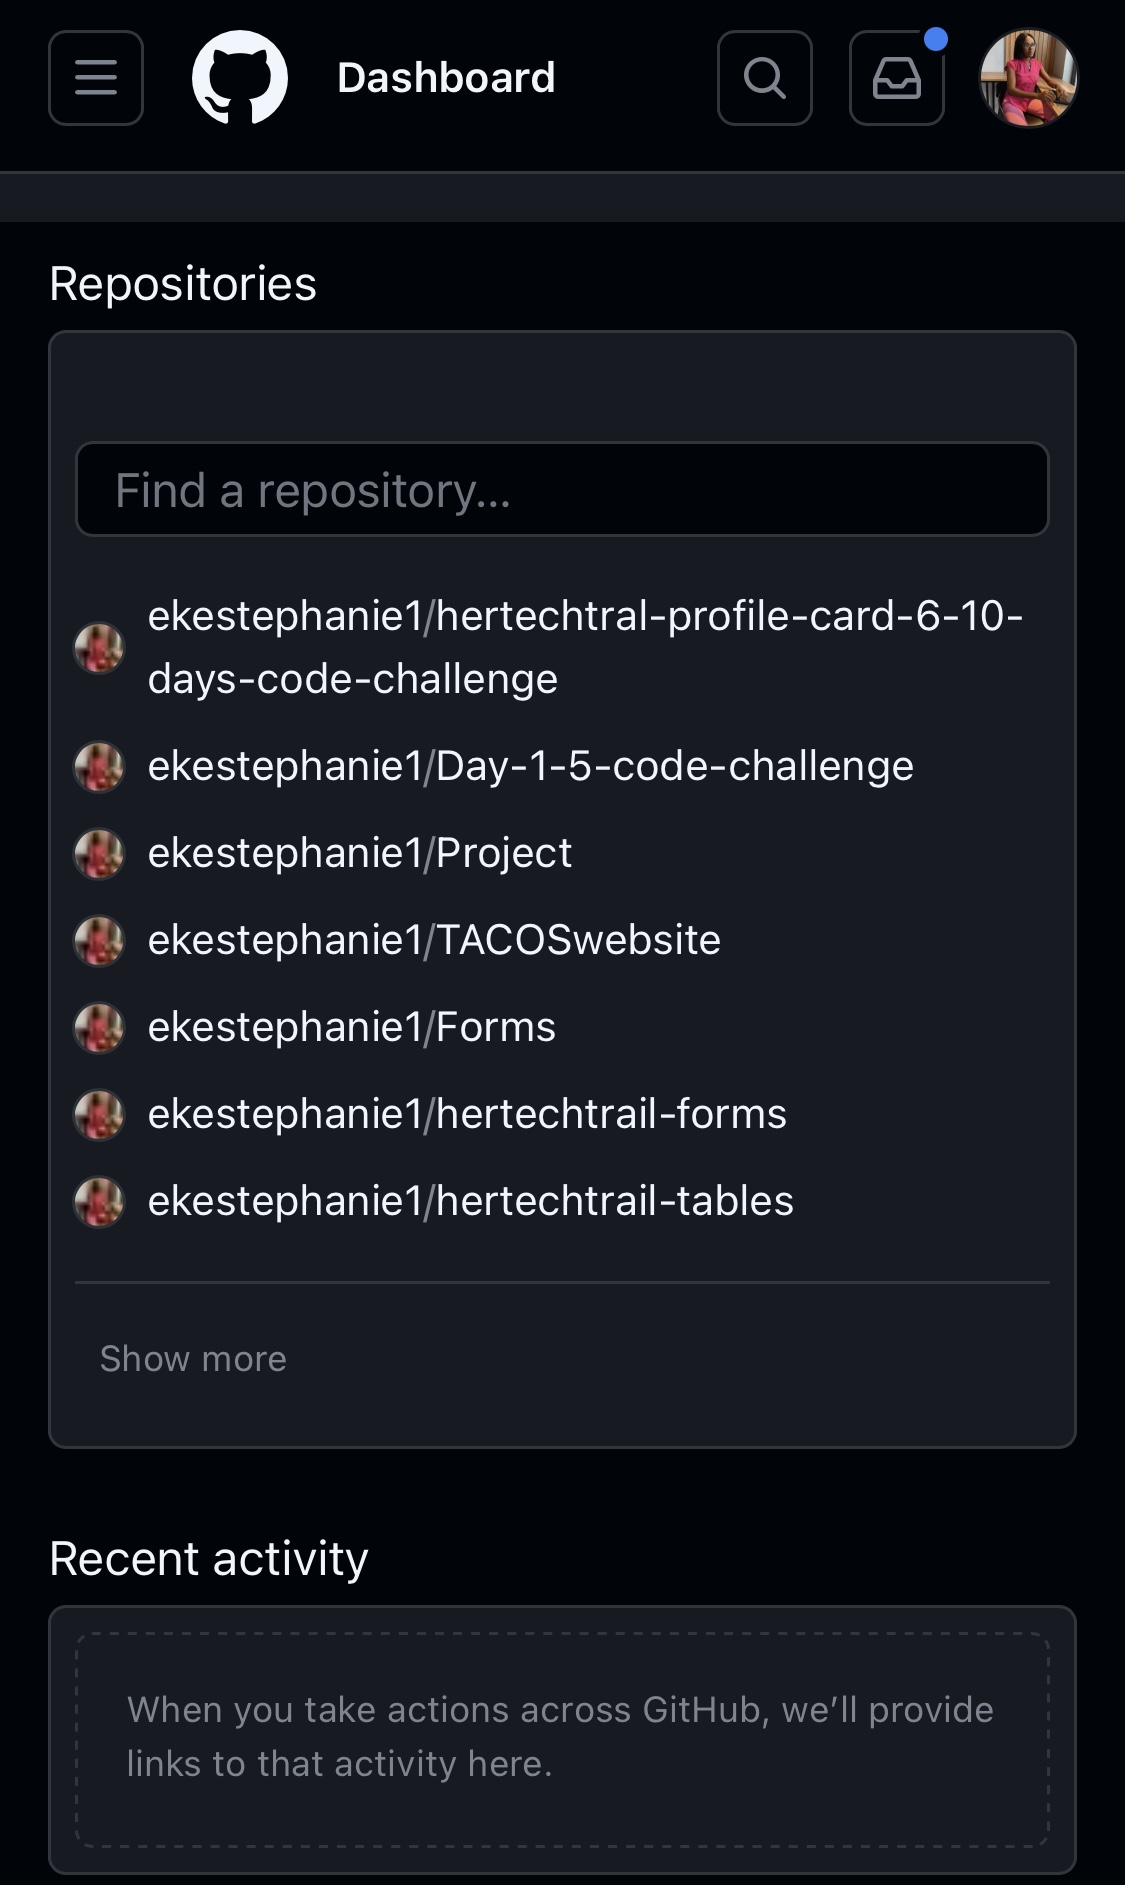 Dashboard
Repositories
Find a repository...
ekestephanie1/hertechtral-profile-card-6-10-
days-code-challenge
ekestephanie1/Day-1-5-code-challenge
ekestephanie1/Project
ekestephanie1/TACOSwebsite
ekestephanie1/Forms
ekestephanie1/hertechtrail-forms
ekestephanie1/hertechtrail-tables
Show more
Recent activity
When you take actions across GitHub, we’ll provide
links to that activity here.